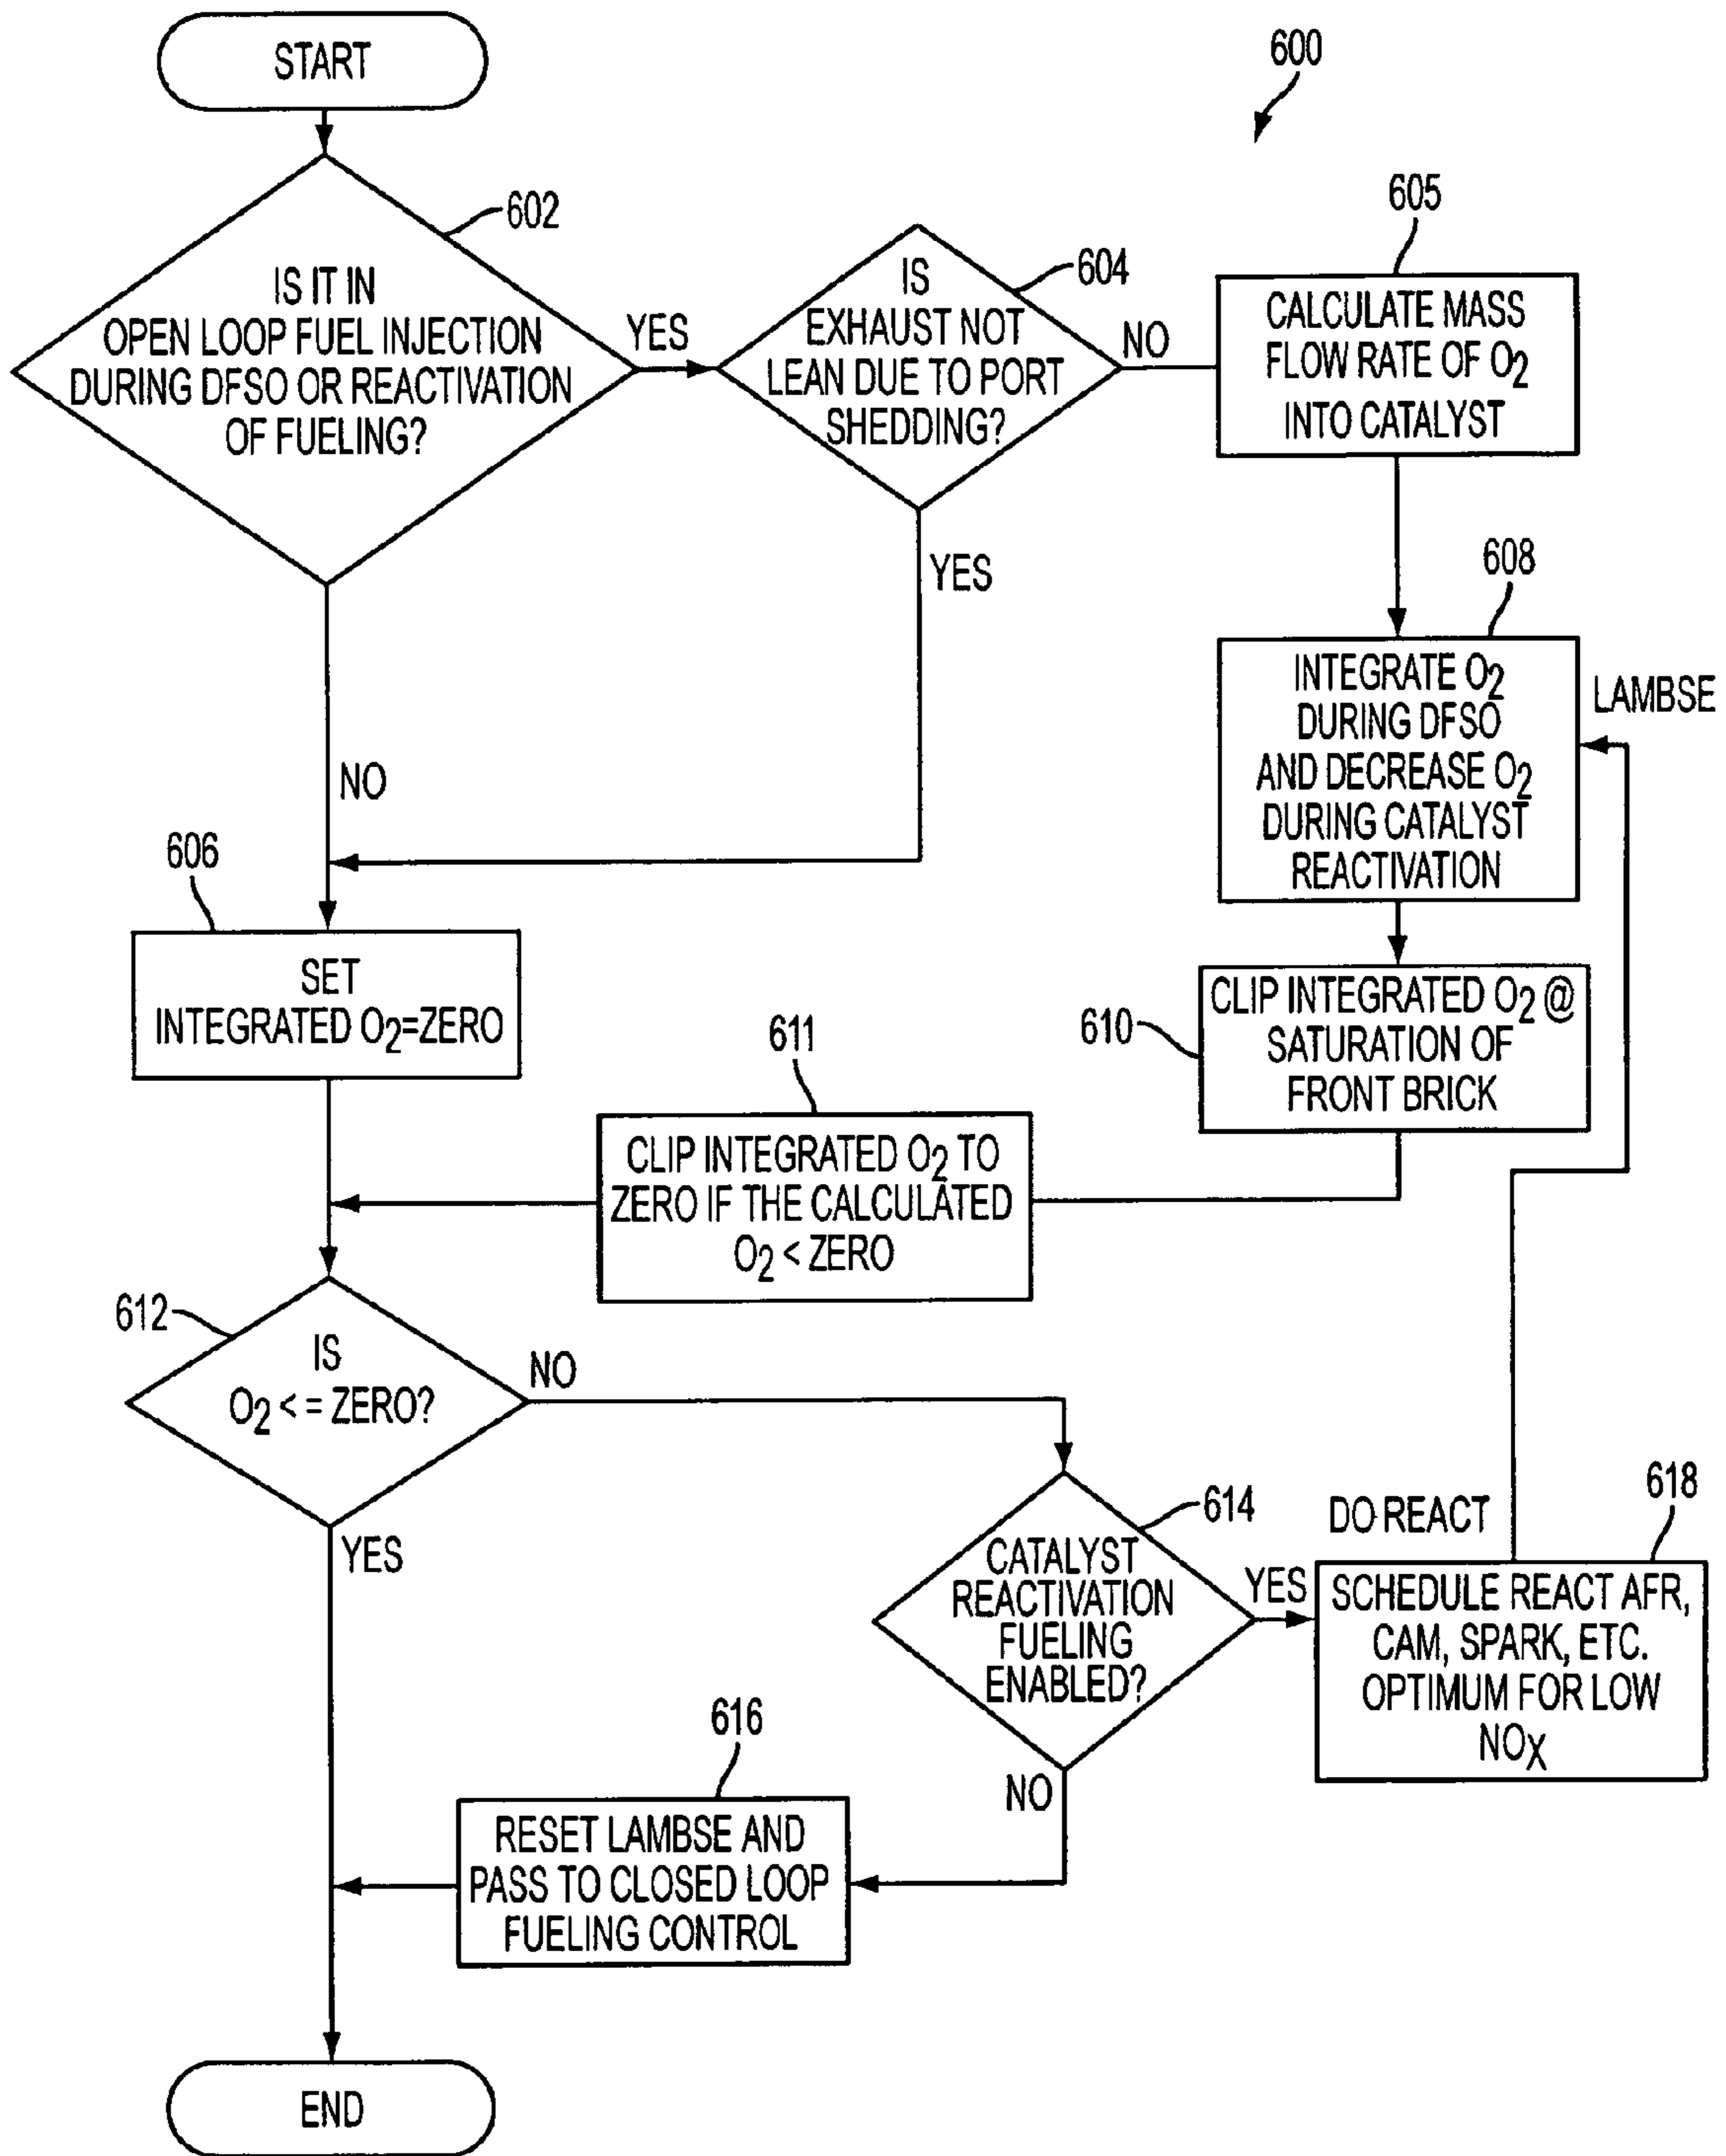 START
600
602
IS IT IN
OPEN LOOP FUEL INJECTION
DURING DFSO OR REACTIVATION
OF FUELING?
YES
NO
604
IS
EXHAUST NOT
LEAN DUE TO PORT
SHEDDING?
NO
YES
605
CALCULATE MASS
FLOW RATE OF O2
INTO CATALYST
608
INTEGRATE O2
DURING DFSO
AND DECREASE O2
DURING CATALYST
REACTIVATION
LAMBSE
606
SET
INTEGRATED O2=ZERO
610
CLIP INTEGRATED O2 @
SATURATION OF
FRONT BRICK
611
CLIP INTEGRATED O2 TO
ZERO IF THE CALCULATED
O2 < ZERO
612
IS
O2 < = ZERO?
NO
YES
614
CATALYST
REACTIVATION
FUELING
ENABLED?
YES
NO
DO REACT
618
SCHEDULE REACT AFR,
CAM, SPARK, ETC.
OPTIMUM FOR LOW
NOX
616
RESET LAMBSE AND
PASS TO CLOSED LOOP
FUELING CONTROL
END